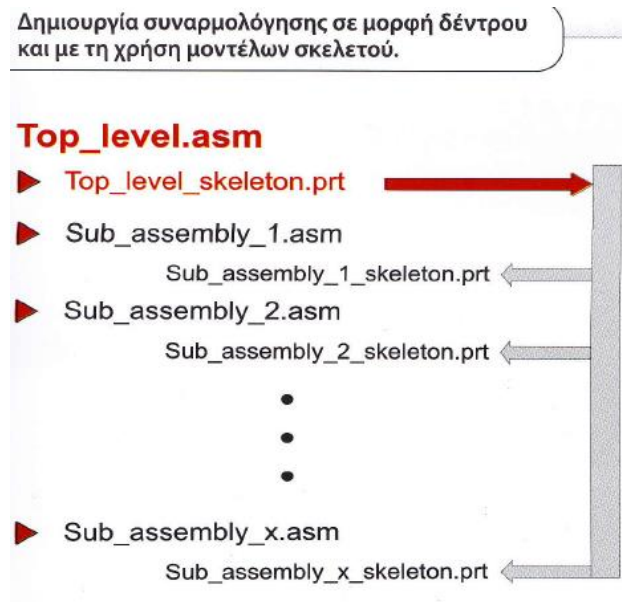 Δημιουργία συναρμολόγησης σε μορφή δέντρου
και με τη χρήση μοντέλων σκελετού.
Top_level.asm
Top_level_skeleton.prt
Sub_assembly_1.asm
Sub_assembly_1_skeleton.prt
Sub_assembly_2.asm
Sub_assembly_2_skeleton.prt
Sub_assembly_x.asm
Sub_assembly_x_skeleton.prt